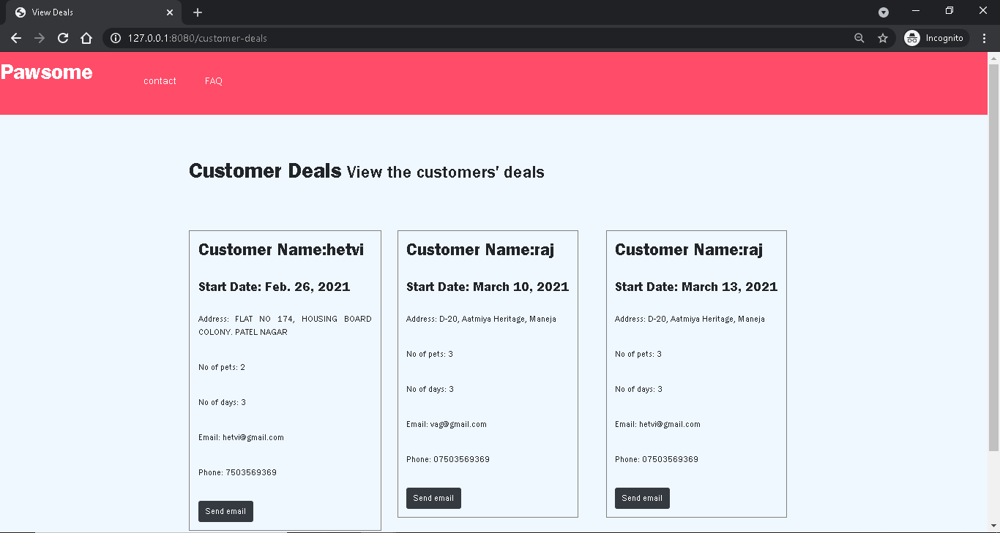 View Deals
127.0.0.1:8080/customer-deals
Incognito
Pawsome
contact
FAQ
Customer Deals View the customers' deals
Customer Name:hetvi
Start Date: Feb. 26, 2021
Address: FLAT NO 174, HOUSING BOARD
COLONY. PATEL NAGAR
No of pets: 2
No of days: 3
Email: hetvi@gmail.com
Phone: 7503569369
Send email
Customer Name:raj
Start Date: March 10, 2021
Address: D-20, Aatmiya Heritage, Maneja
No of pets: 3
No of days: 3
Email: vag@gmail.com
Phone: 07503569369
Send email
Customer Name:raj
Start Date: March 13, 2021
Address: D-20, Aatmiya Heritage, Maneja
No of pets: 3
No of days: 3
Email: hetvi@gmail.com
Phone: 07503569369
Send email